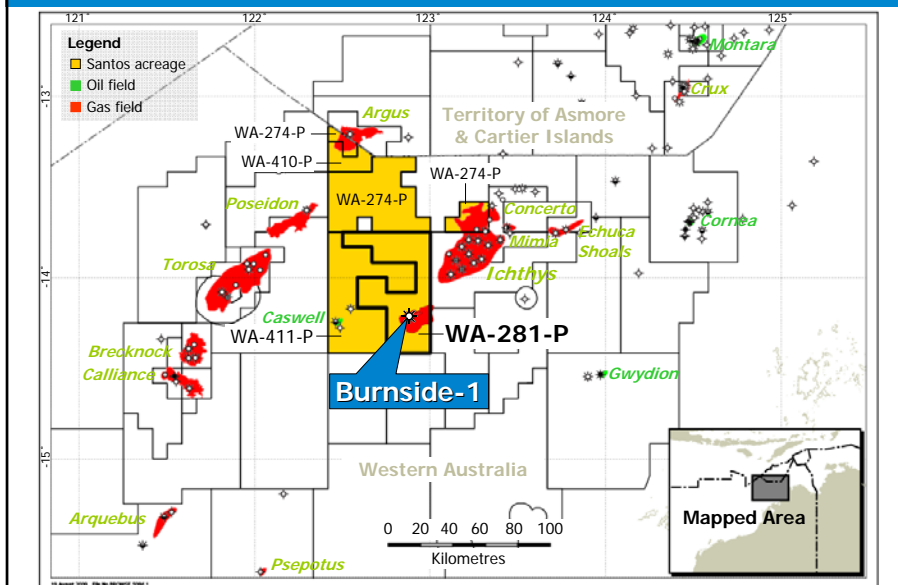 121
122
123
124
125
Legend
Santos acreage
Oil field
Gas field
-13
-14
-15
Montara
Crux
Argus
Territory of Asmore
& Cartier Islands
WA-274-P
WA-410-P
WA-274-P
WA-274-P
Poseidon
Concerto
Cornea
Mimia
Echuca
Shoals
Torosa
Ichthys
Caswell
WA-411-P
WA-281-P
Brecknock
Calliance
Burnside-1
Gwydion
Western Australia
Arquebus
Psepotus
0 20 40 60 80 100
Kilometres
Mapped Area